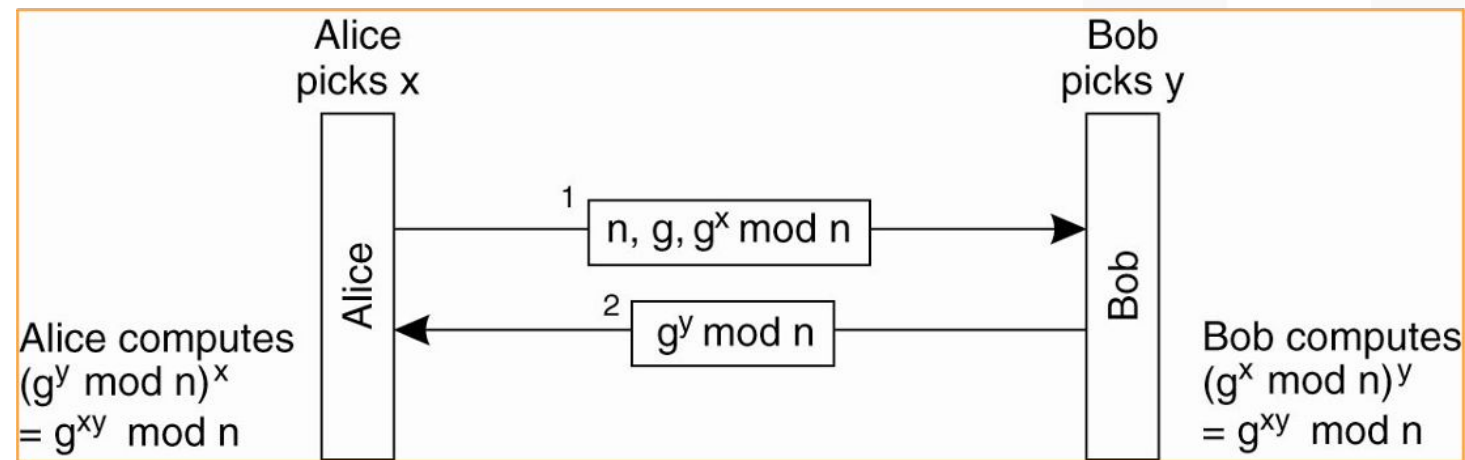 Alice
picks x
Bob
picks y
1
n, g, gˣ mod n
Alice
Bob
2
gʸ mod n
Alice computes
(gʸ mod n)ˣ
= gˣʸ mod n
Bob computes
(gˣ mod n)ʸ
= gˣʸ mod n